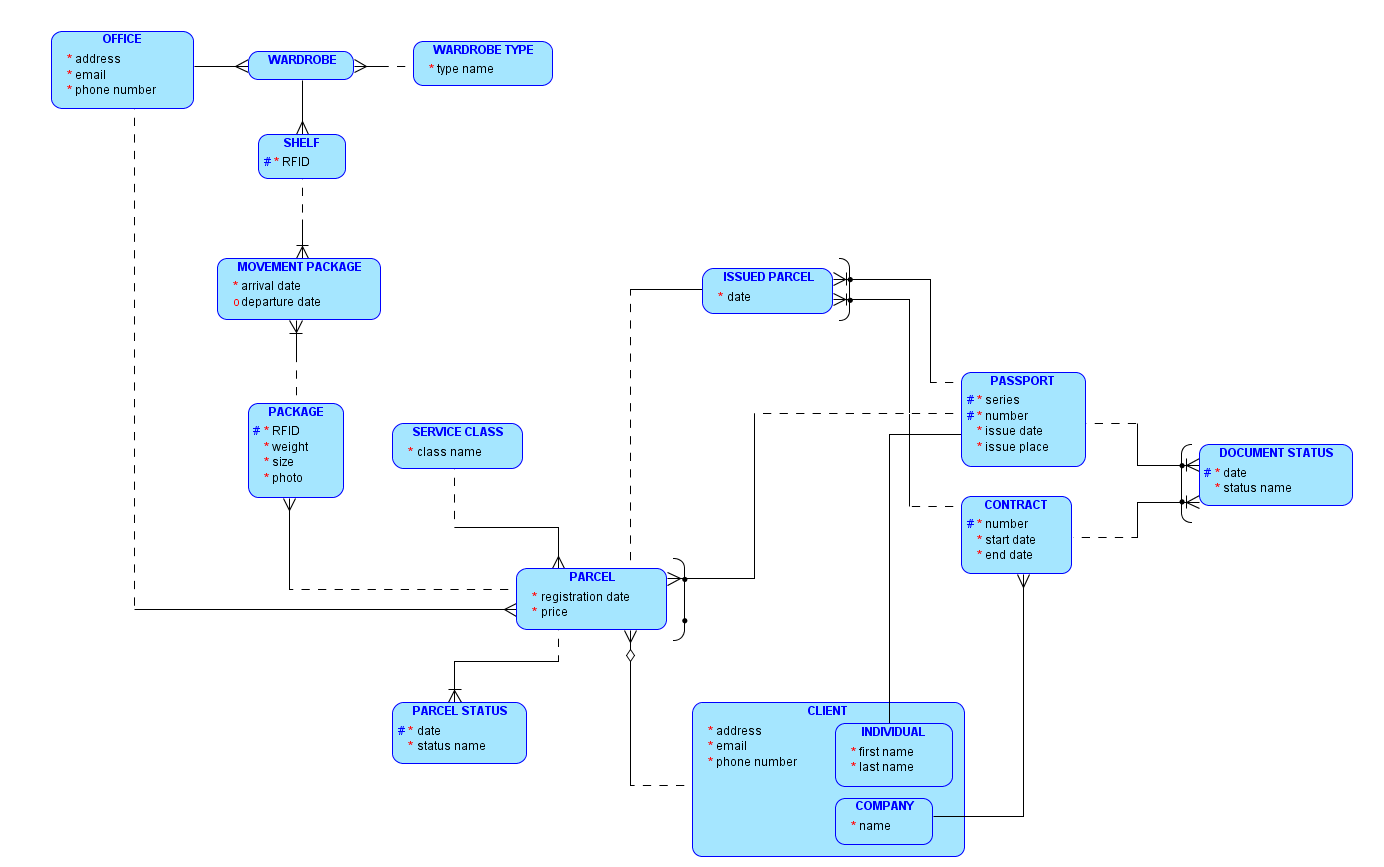 OFFICE
* address
* email
* phone number
WARDROBE
WARDROBE TYPE
* type name
SHELF
# * RFID
MOVEMENT PACKAGE
* arrival date
o departure date
ISSUED PARCEL
* date
PACKAGE
# * RFID
* weight
* size
* photo
SERVICE CLASS
* class name
PASSPORT
# * series
# * number
* issue date
* issue place
DOCUMENT STATUS
# * date
* status name
CONTRACT
# * number
* start date
* end date
PARCEL
* registration date
* price
PARCEL STATUS
# * date
* status name
CLIENT
* address
* email
* phone number
INDIVIDUAL
* first name
* last name
COMPANY
* name